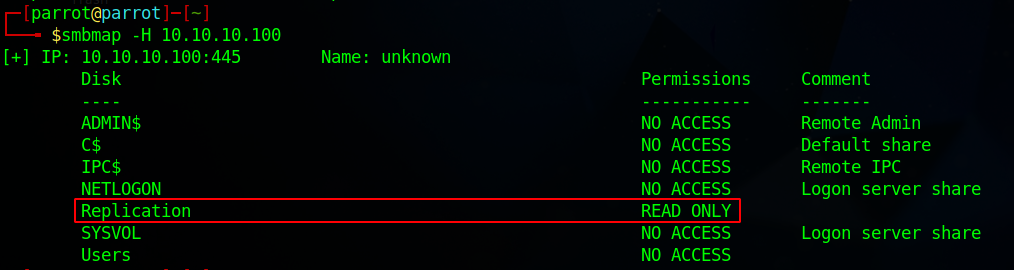 [parrot@parrot]-[~]
$smbmap -H 10.10.10.100
[+] IP: 10.10.10.100:445 Name: unknown
Disk Permissions Comment
---- ----------- -------
ADMIN$ NO ACCESS Remote Admin
C$ NO ACCESS Default share
IPC$ NO ACCESS Remote IPC
NETLOGON NO ACCESS Logon server share
Replication READ ONLY
SYSVOL NO ACCESS Logon server share
Users NO ACCESS